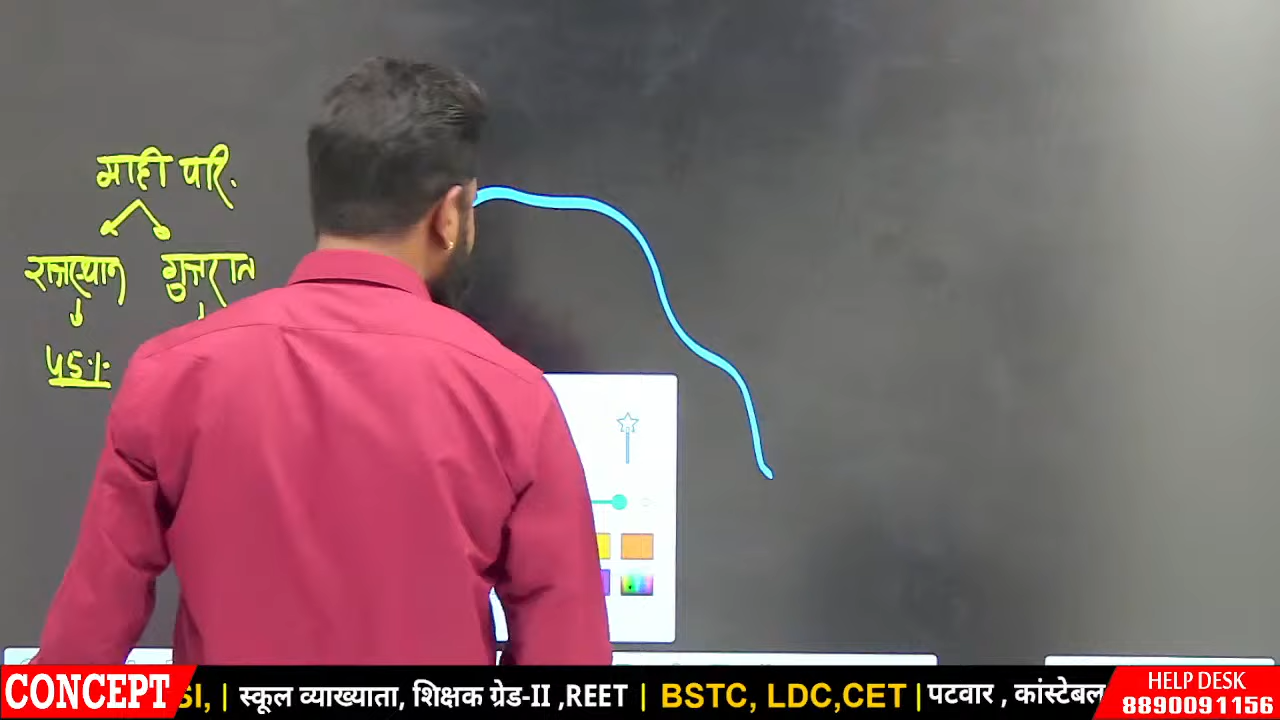 माही परि.
राजस्थान गुजरात
45%
CONCEPT
SI, | स्कूल व्याख्याता, शिक्षक ग्रेड-II ,REET | BSTC, LDC,CET | पटवार , कांस्टेबल
HELP DESK
8890091156